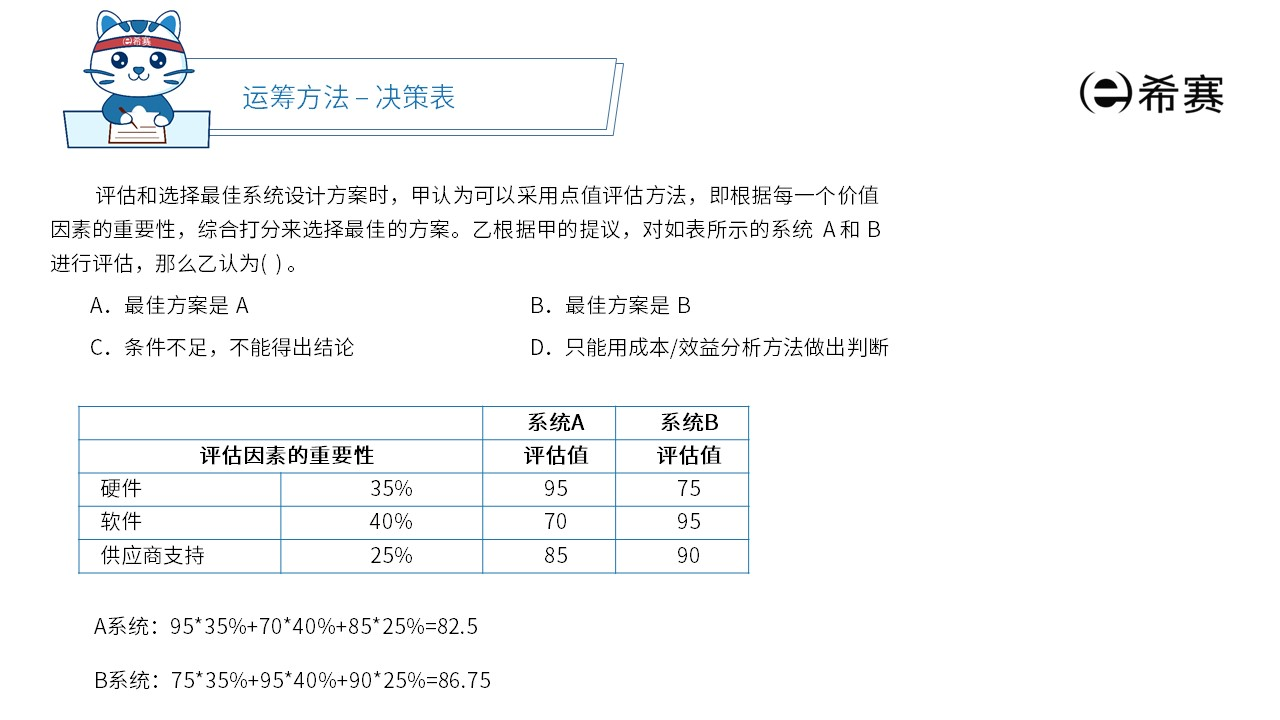 希赛
运筹方法 – 决策表
希赛
评估和选择最佳系统设计方案时，甲认为可以采用点值评估方法，即根据每一个价值
因素的重要性，综合打分来选择最佳的方案。乙根据甲的提议，对如表所示的系统 A 和 B
进行评估，那么乙认为( ) 。
A．最佳方案是 A B．最佳方案是 B
C．条件不足，不能得出结论 D．只能用成本/效益分析方法做出判断
系统A 系统B
评估因素的重要性 评估值 评估值
硬件 35% 95 75
软件 40% 70 95
供应商支持 25% 85 90
A系统：95*35%+70*40%+85*25%=82.5
B系统：75*35%+95*40%+90*25%=86.75